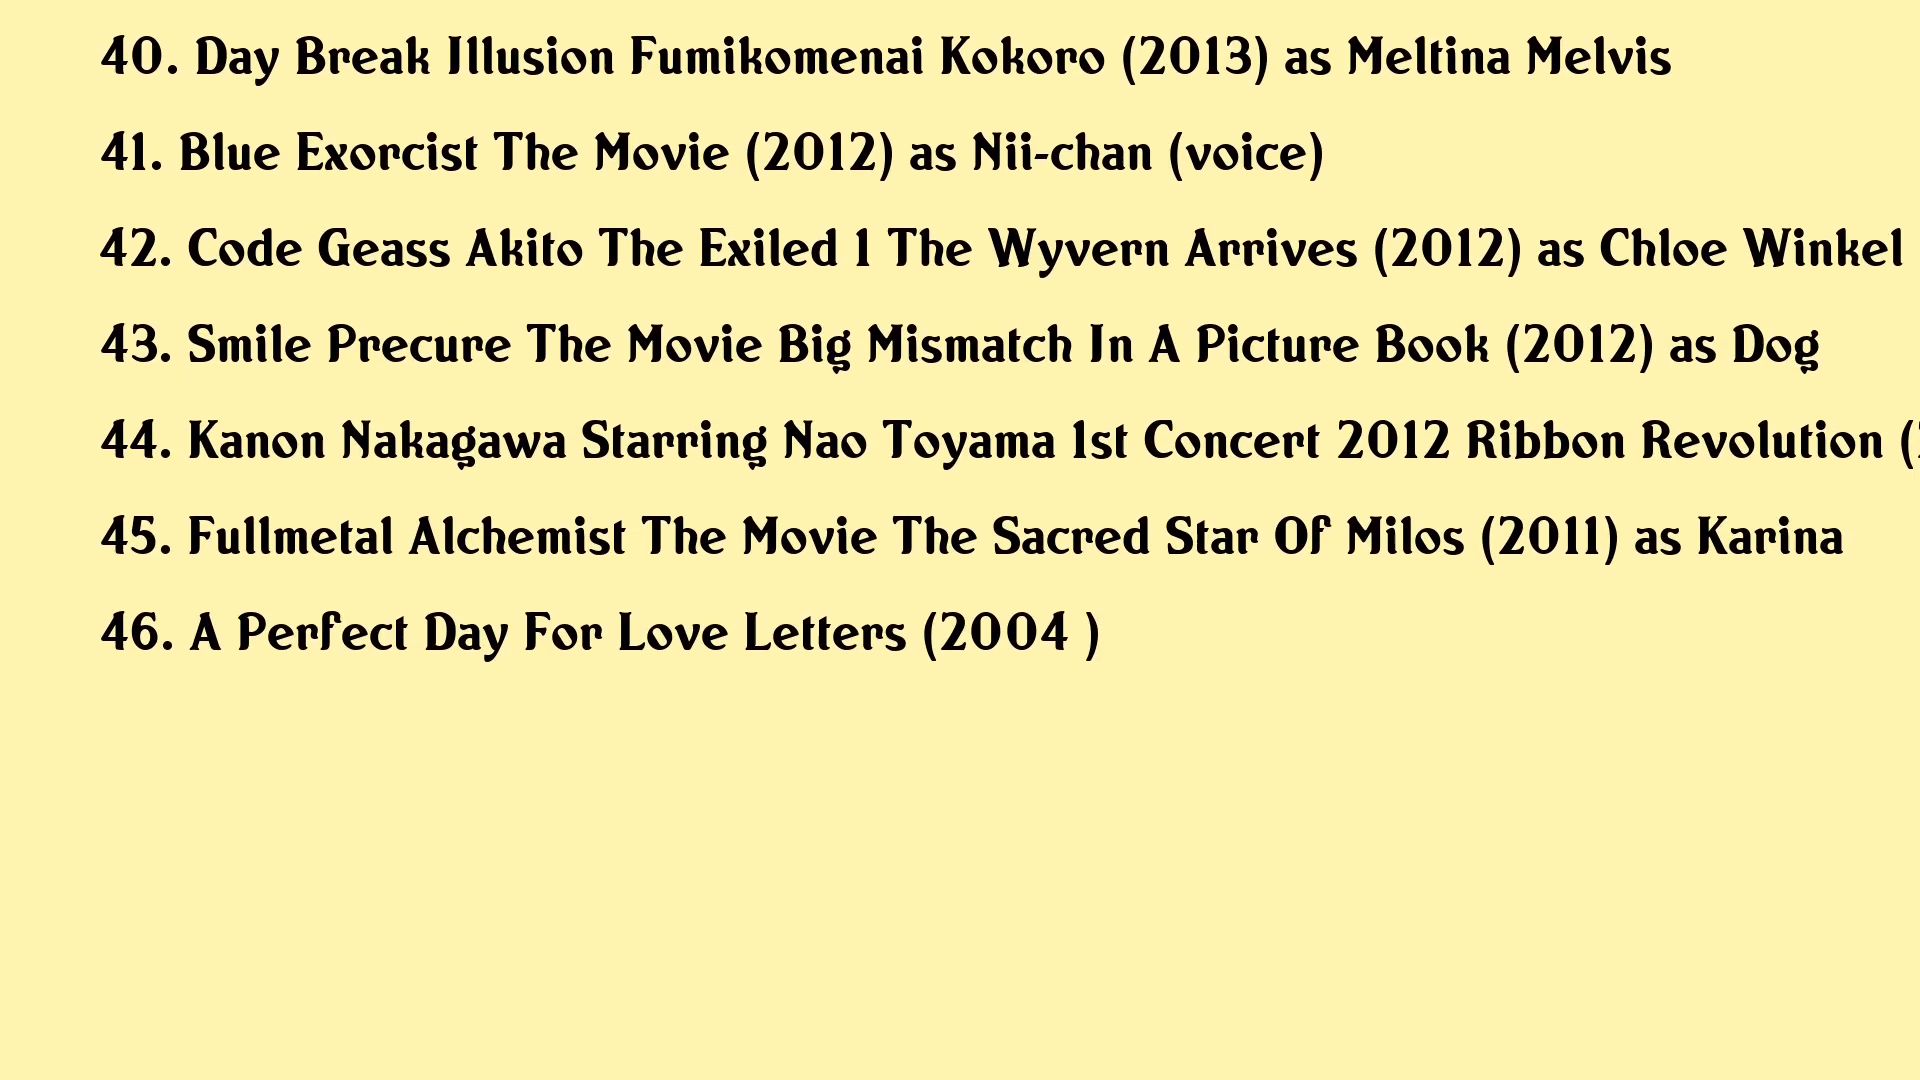 40. Day Break Illusion Fumikomenai Kokoro (2013) as Meltina Melvis
41. Blue Exorcist The Movie (2012) as Nii-chan (voice)
42. Code Geass Akito The Exiled 1 The Wyvern Arrives (2012) as Chloe Winkel
43. Smile Precure The Movie Big Mismatch In A Picture Book (2012) as Dog
44. Kanon Nakagawa Starring Nao Toyama 1st Concert 2012 Ribbon Revolution (
45. Fullmetal Alchemist The Movie The Sacred Star Of Milos (2011) as Karina
46. A Perfect Day For Love Letters (2004 )